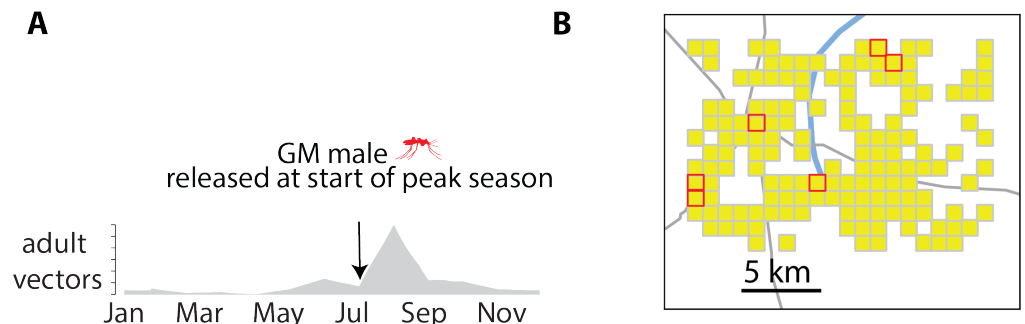 A
B
GM male
released at start of peak season
adult
vectors
Jan Mar May Jul Sep Nov
5 km